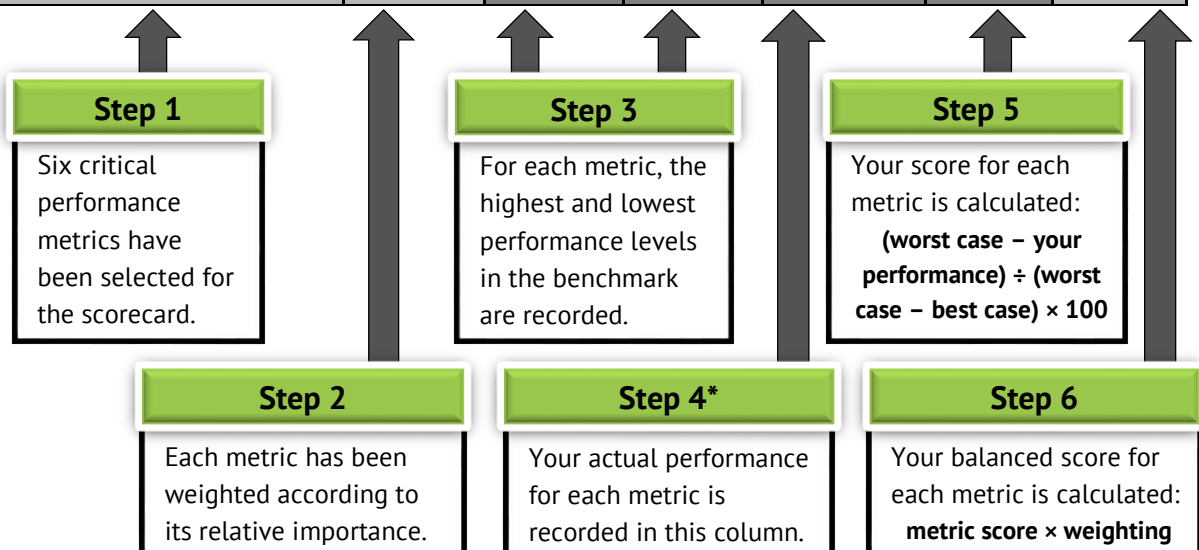 Step 1
Six critical
performance
metrics have
been selected for
the scorecard.
Step 2
Each metric has been
weighted according to
its relative importance.
Step 3
For each metric, the
highest and lowest
performance levels
in the benchmark
are recorded.
Step 4*
Your actual performance
for each metric is
recorded in this column.
Step 5
Your score for each
metric is calculated:
(worst case – your
performance) ÷ (worst
case – best case) × 100
Step 6
Your balanced score for
each metric is calculated:
metric score × weighting